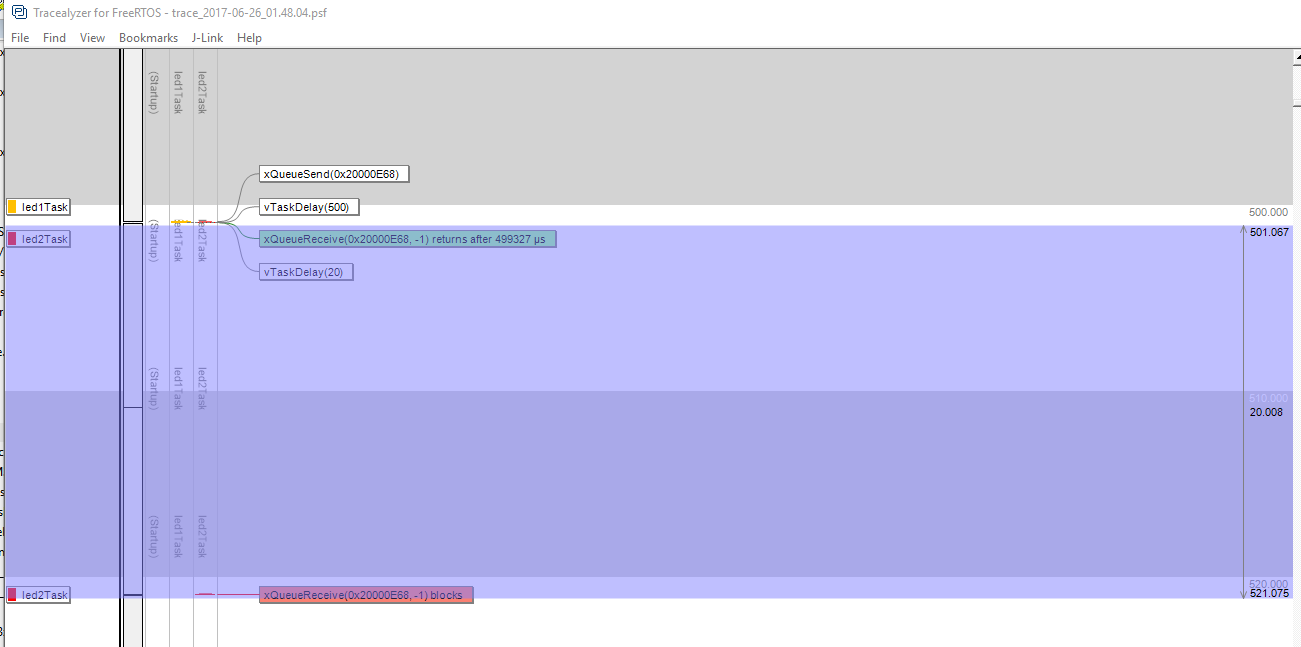 Tracealyzer for FreeRTOS - trace_2017-06-26_01.48.04.psf
File Find View Bookmarks J-Link Help
(Startup) led1Task led2Task
xQueueSend(0x20000E68)
led1Task vTaskDelay(500)
500.000
(Startup) led1Task led2Task
501.067
led2Task xQueueReceive(0x20000E68, -1) returns after 499327 µs
vTaskDelay(20)
(Startup) led1Task led2Task
510.000
20.008
(Startup) led1Task led2Task
520.000
521.075
led2Task xQueueReceive(0x20000E68, -1) blocks